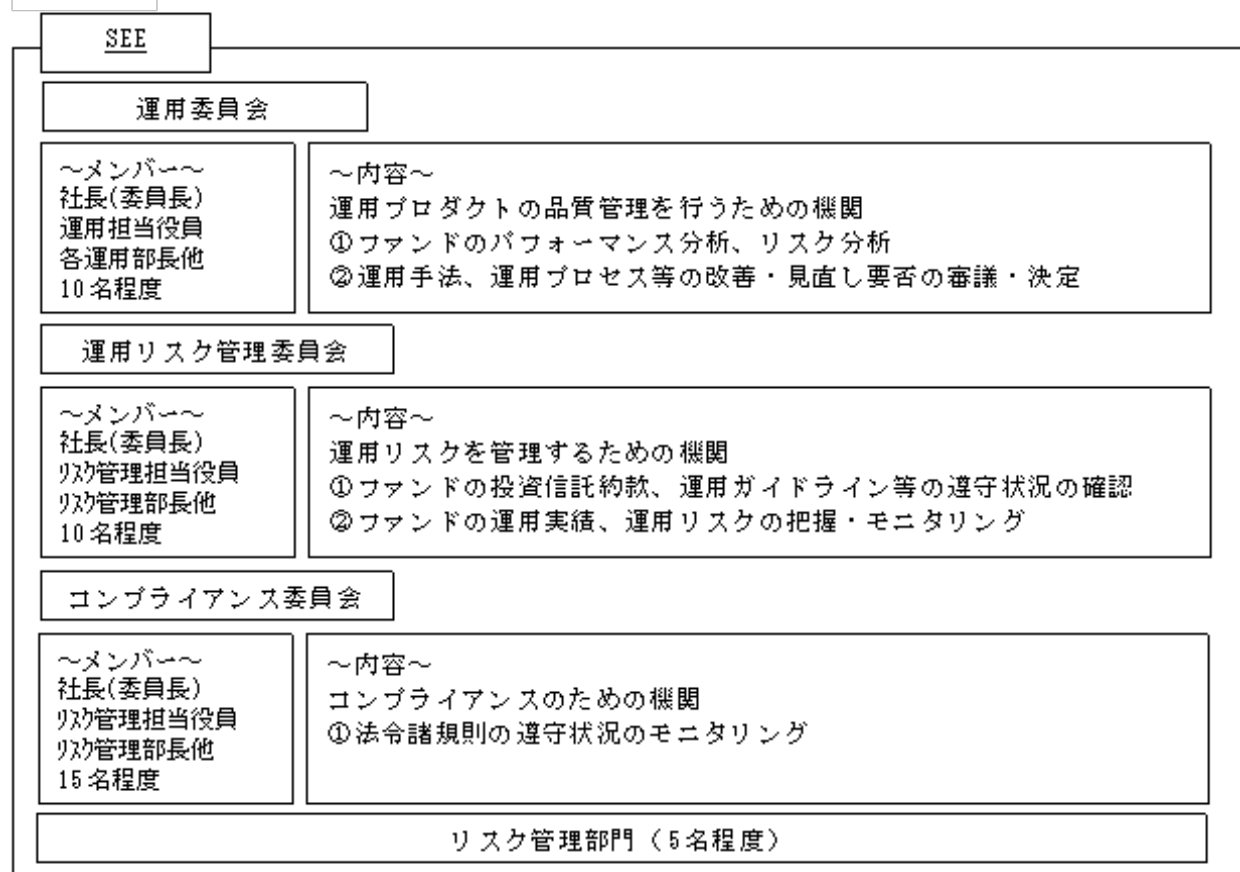 SEE
運用委員会
～メンバー～
社長(委員長)
運用担当役員
各運用部長他
10名程度
～内容～
運用プロダクトの品質管理を行うための機関
①ファンドのパフォーマンス分析、リスク分析
②運用手法、運用プロセス等の改善・見直し要否の審議・決定
運用リスク管理委員会
～メンバー～
社長(委員長)
ﾘｽｸ管理担当役員
ﾘｽｸ管理部長他
10名程度
～内容～
運用リスクを管理するための機関
①ファンドの投資信託約款、運用ガイドライン等の遵守状況の確認
②ファンドの運用実績、運用リスクの把握・モニタリング
コンプライアンス委員会
～メンバー～
社長(委員長)
ﾘｽｸ管理担当役員
ﾘｽｸ管理部長他
15名程度
～内容～
コンプライアンスのための機関
①法令諸規則の遵守状況のモニタリング
リスク管理部門（5名程度）